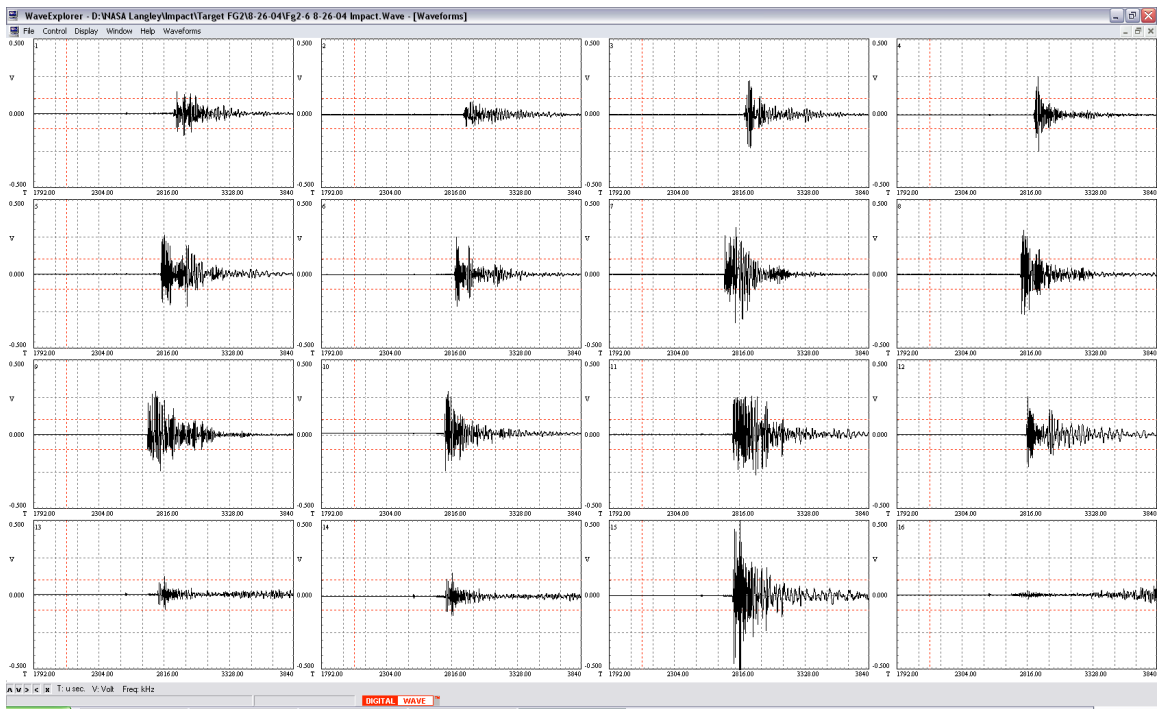 WaveExplorer - D:\NASA Langley\Impact\Target FG2\8-26-04\Fg2-6 8-26-04 Impact.Wave - [Waveforms]
File Control Display Window Help Waveforms
0.500 1 0.500 2 0.500 3 0.500 4
V V V V
0.000 0.000 0.000 0.000
-0.500 -0.500 -0.500 -0.500
T 1792.00 2304.00 2816.00 3328.00 3840 T 1792.00 2304.00 2816.00 3328.00 3840 T 1792.00 2304.00 2816.00 3328.00 3840 T 1792.00 2304.00 2816.00 3328.00 3840
0.500 5 0.500 6 0.500 7 0.500 8
V V V V
0.000 0.000 0.000 0.000
-0.500 -0.500 -0.500 -0.500
T 1792.00 2304.00 2816.00 3328.00 3840 T 1792.00 2304.00 2816.00 3328.00 3840 T 1792.00 2304.00 2816.00 3328.00 3840 T 1792.00 2304.00 2816.00 3328.00 3840
0.500 9 0.500 10 0.500 11 0.500 12
V V V V
0.000 0.000 0.000 0.000
-0.500 -0.500 -0.500 -0.500
T 1792.00 2304.00 2816.00 3328.00 3840 T 1792.00 2304.00 2816.00 3328.00 3840 T 1792.00 2304.00 2816.00 3328.00 3840 T 1792.00 2304.00 2816.00 3328.00 3840
0.500 13 0.500 14 0.500 15 0.500 16
V V V V
0.000 0.000 0.000 0.000
-0.500 -0.500 -0.500 -0.500
T 1792.00 2304.00 2816.00 3328.00 3840 T 1792.00 2304.00 2816.00 3328.00 3840 T 1792.00 2304.00 2816.00 3328.00 3840 T 1792.00 2304.00 2816.00 3328.00 3840
T: u sec. V: Volt Freq: kHz
DIGITAL WAVE™